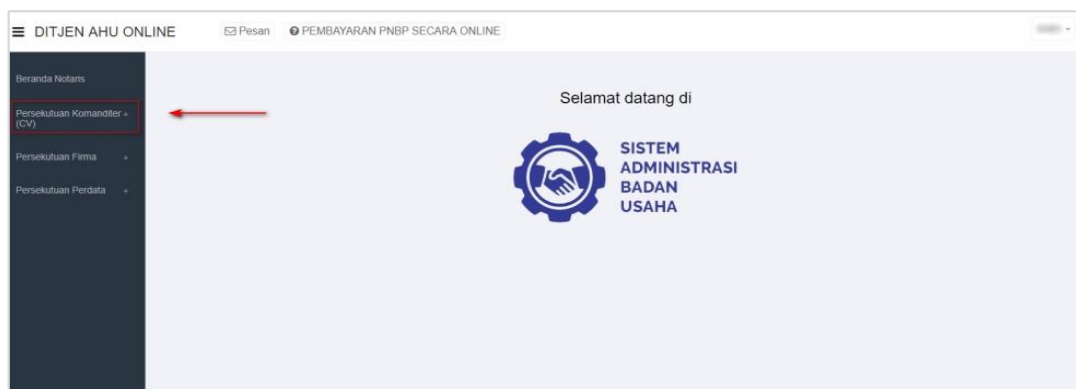 DITJEN AHU ONLINE
Pesan
PEMBAYARAN PNBP SECARA ONLINE
Beranda Notaris
Persekutuan Komanditer +
(CV)
Persekutuan Firma +
Persekutuan Perdata +
Selamat datang di
SISTEM
ADMINISTRASI
BADAN
USAHA